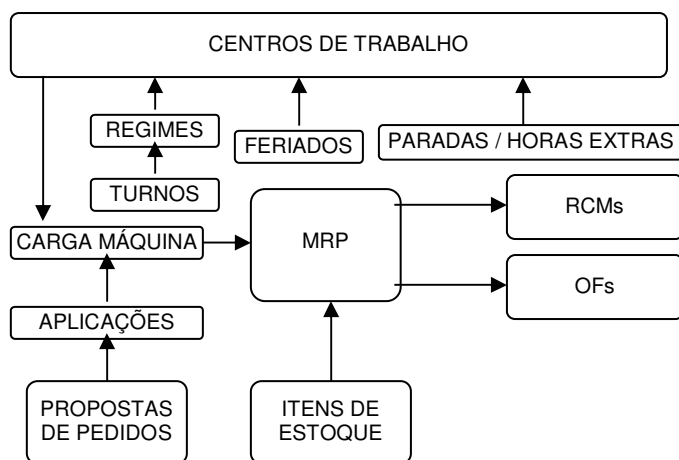 CENTROS DE TRABALHO
REGIMES
FERIADOS
PARADAS / HORAS EXTRAS
TURNOS
RCMs
CARGA MÁQUINA
MRP
OFs
APLICAÇÕES
PROPOSTAS
DE PEDIDOS
ITENS DE
ESTOQUE